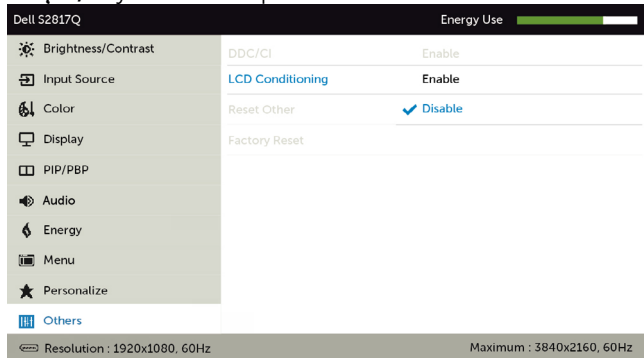 Dell S2817Q Energy Use
Brightness/Contrast DDC/CI Enable
Input Source LCD Conditioning Enable
Color Reset Other Disable
Display Factory Reset
PIP/PBP
Audio
Energy
Menu
Personalize
Others
Resolution : 1920x1080, 60Hz Maximum : 3840x2160, 60Hz